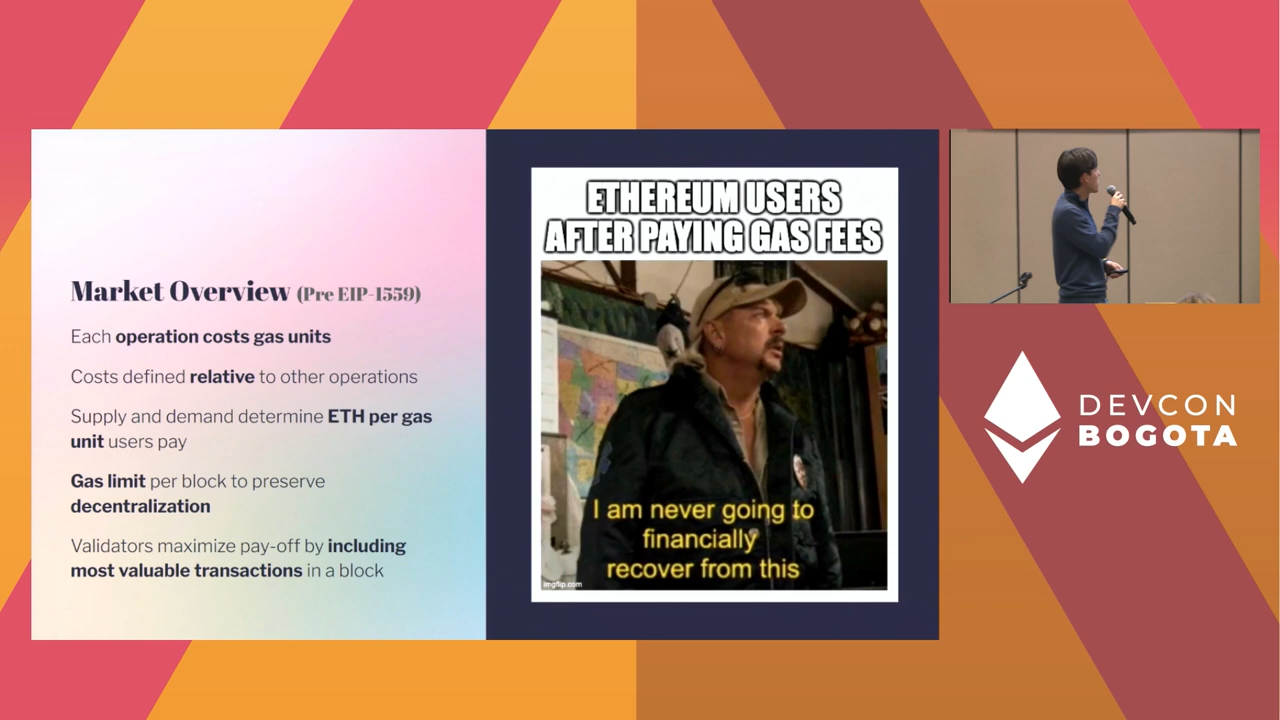 Market Overview (Pre EIP-1559)
Each operation costs gas units
Costs defined relative to other operations
Supply and demand determine ETH per gas
unit users pay
Gas limit per block to preserve
decentralization
Validators maximize pay-off by including
most valuable transactions in a block
ETHEREUM USERS
AFTER PAYING GAS FEES
I am never going to
financially
recover from this
imgflip.com
DEVCON
BOGOTA